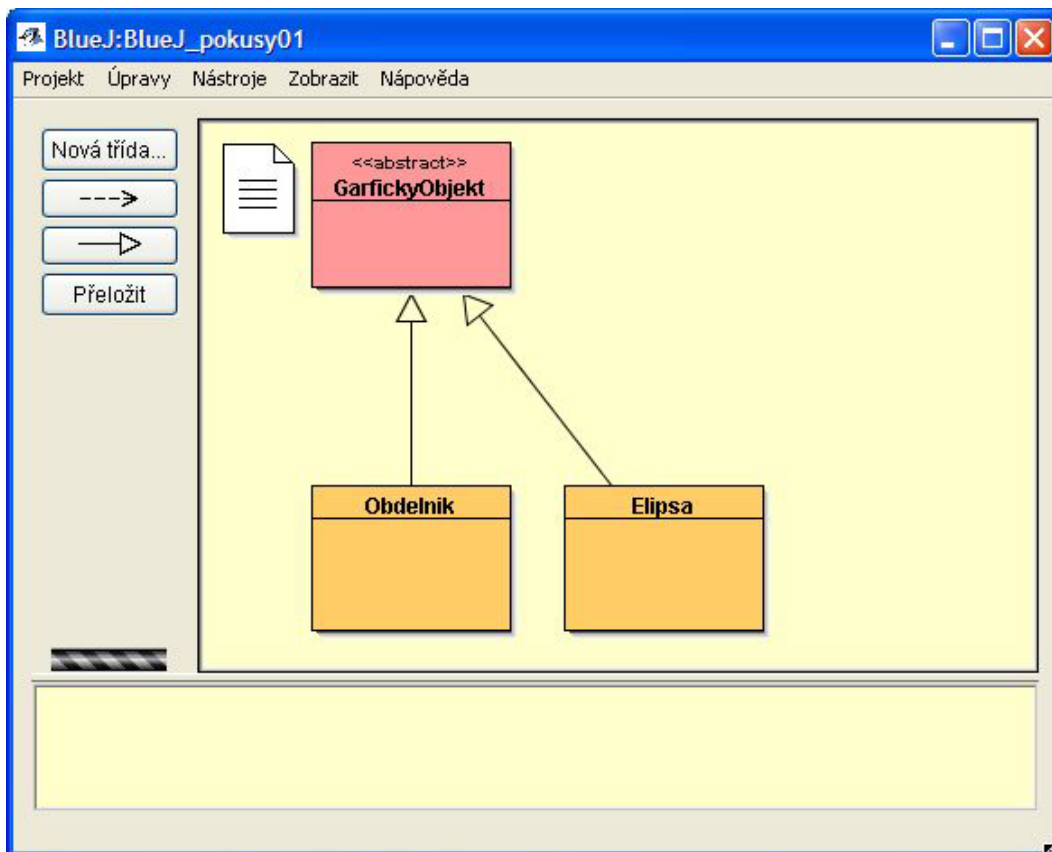 BlueJ:BlueJ_pokusy01
Projekt Úpravy Nástroje Zobrazit Nápověda
Nová třída...
Přeložit
<<abstract>>
GarfickyObjekt
Obdelnik
Elipsa